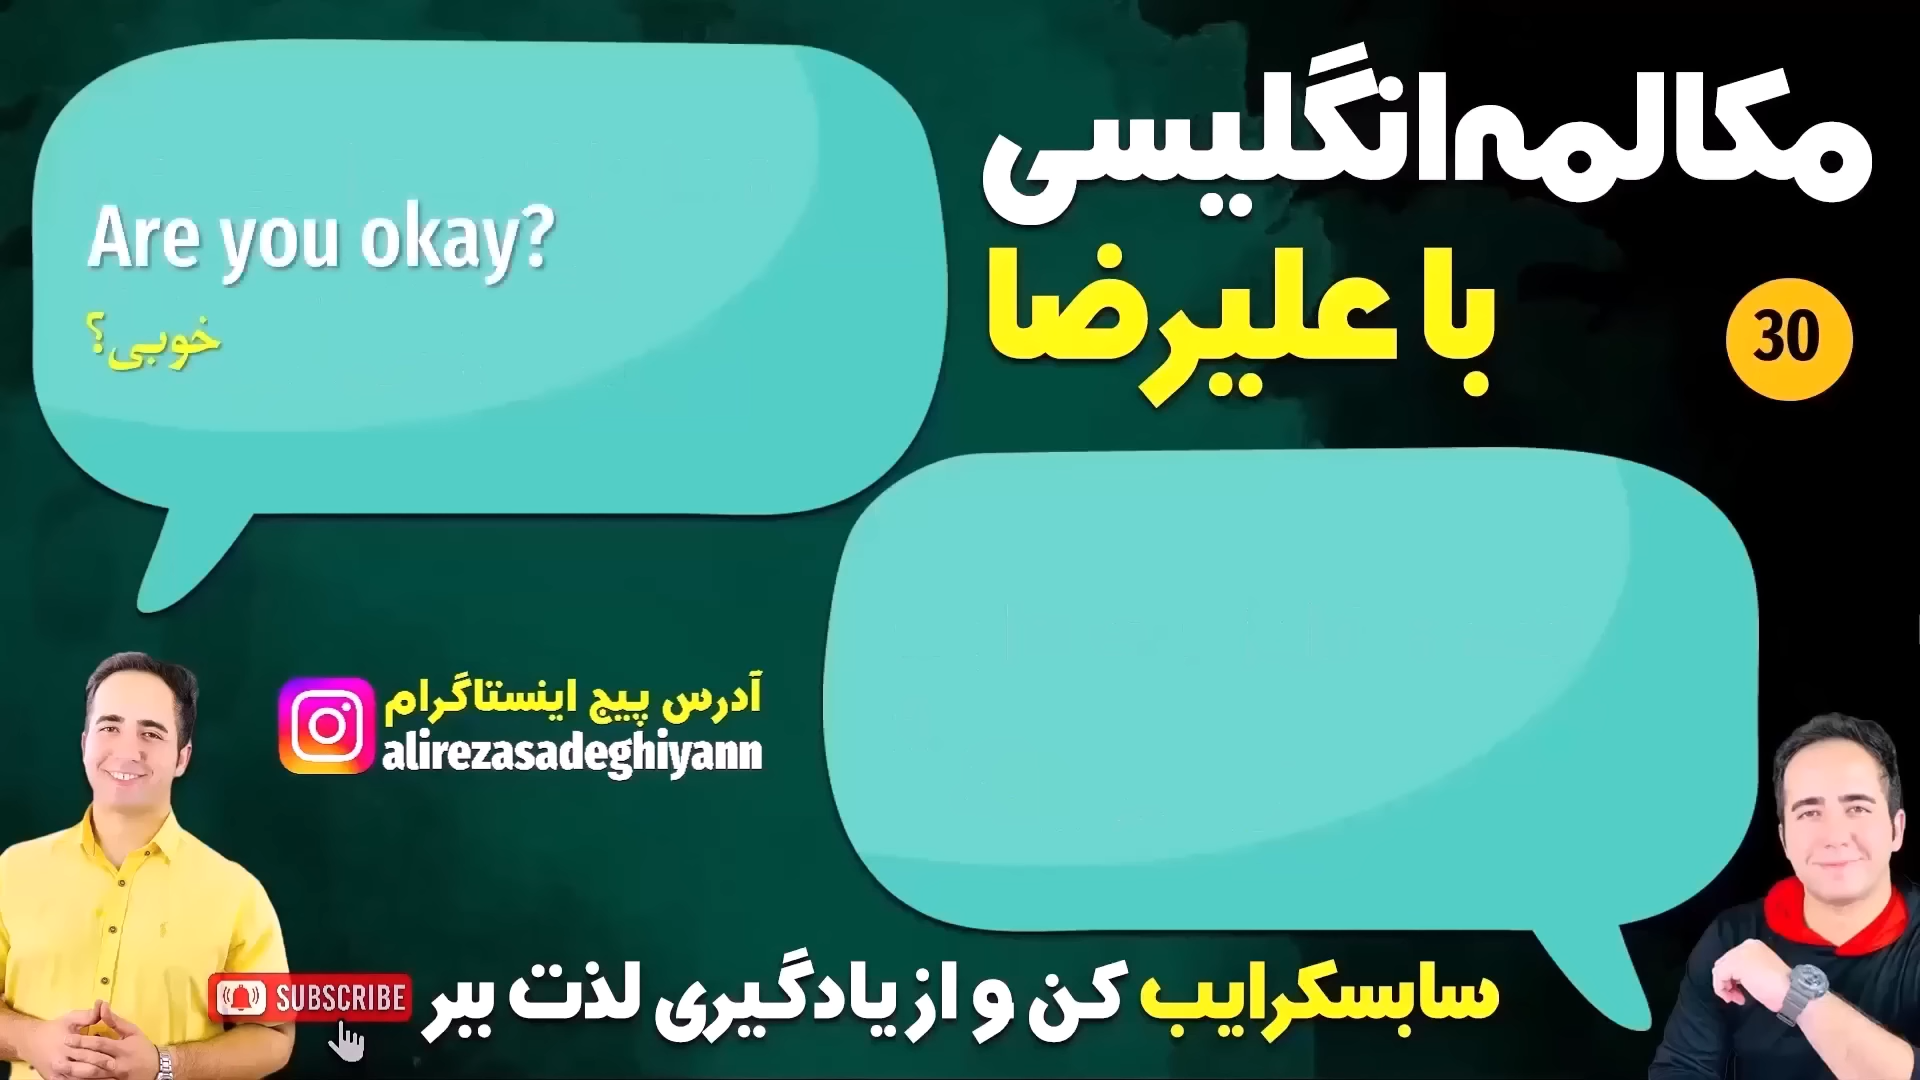 مکالمه انگلیسی
با علیرضا
30
Are you okay?
خوبی؟
آدرس پیج اینستاگرام
alirezasadeghiyann
سابسکرایب کن و از یادگیری لذت ببر
SUBSCRIBE